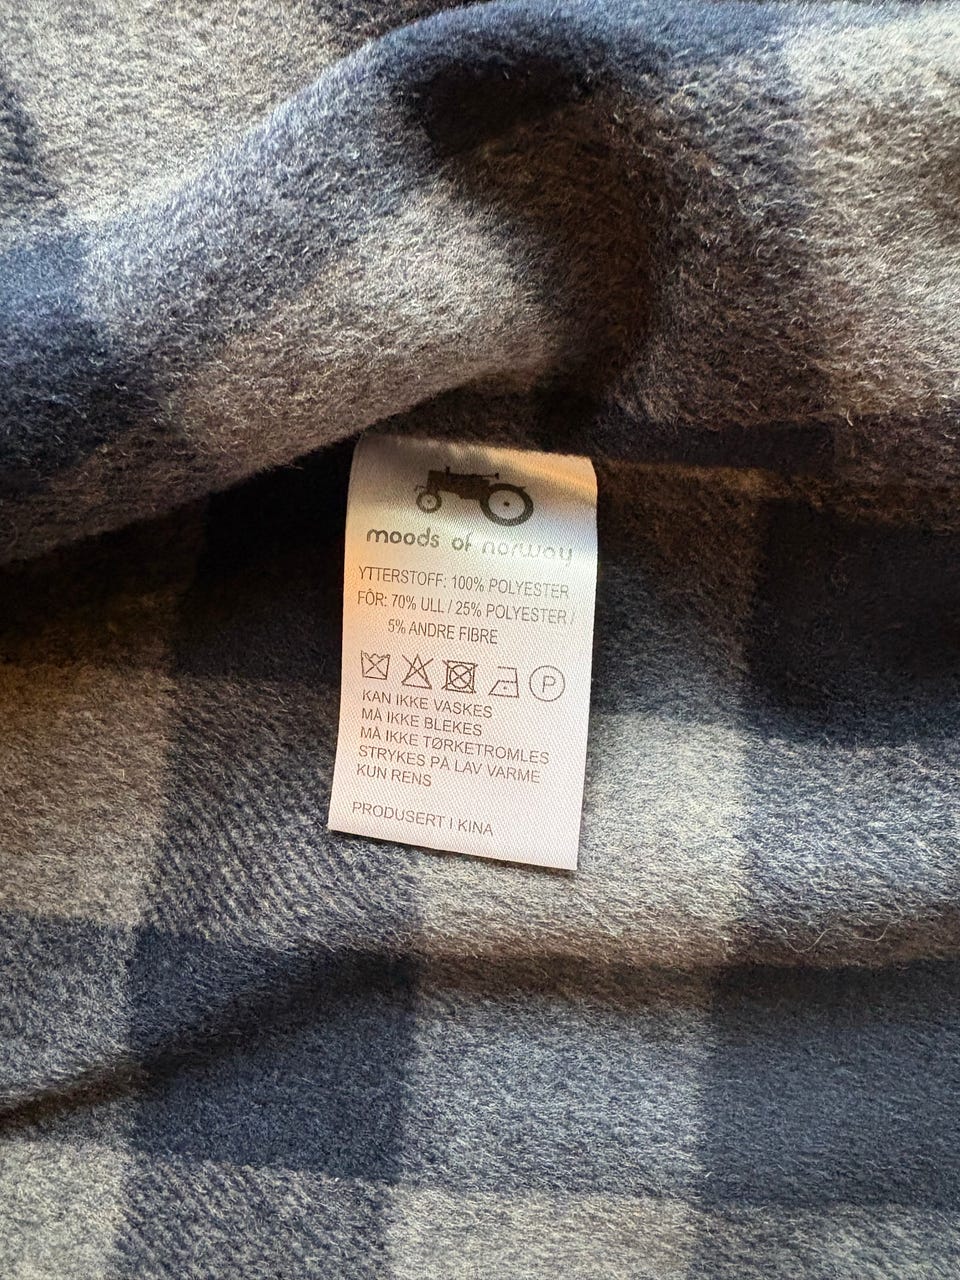 moods of norway
YTTERSTOFF: 100% POLYESTER
FÔR: 70% ULL / 25% POLYESTER /
5% ANDRE FIBRE
P
KAN IKKE VASKES
MÅ IKKE BLEKES
MÅ IKKE TØRKETROMLES
STRYKES PÅ LAV VARME
KUN RENS
PRODUSERT I KINA